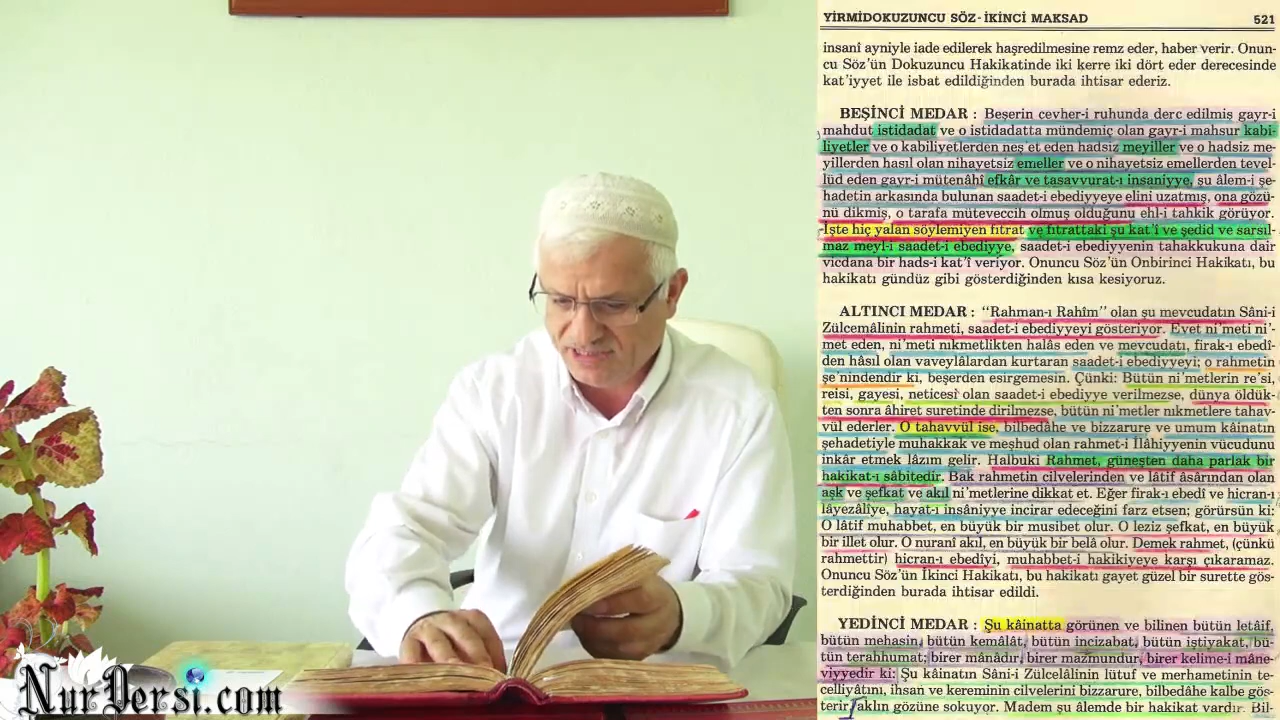 YİRMİDOKUZUNCU SÖZ - İKİNCİ MAKSAD 521
insanî ayniyle iade edilerek haşredilmesine remz eder, haber verir. Onun-
cu Söz'ün Dokuzuncu Hakikatinde iki kerre iki dört eder derecesinde
kat'iyyet ile isbat edildiğinden burada ihtisar ederiz.
BEŞİNCİ MEDAR : Beşerin cevher-i ruhunda derc edilmiş gayr-i
mahdut istidadat ve o istidadatta mündemiç olan gayr-i mahsur kabi-
liyetler ve o kabiliyetlerden neş'et eden hadsiz meyiller ve o hadsiz me-
yillerden hasıl olan nihayetsiz emeller ve o nihayetsiz emellerden tevel-
lüd eden gayr-i mütenâhî efkâr ve tasavvurat-ı insaniyye, şu âlem-i şe-
hadetin arkasında bulunan saadet-i ebediyyeye elini uzatmış, ona gözü-
nü dikmiş, o tarafa müteveccih olmuş olduğunu ehl-i tahkik görüyor.
İşte hiç yalan söylemiyen fıtrat ve fıtrattaki şu kat'î ve şedid ve sarsıl-
maz meyl-i saadet-i ebediyye, saadet-i ebediyyenin tahakkukuna dair
vicdana bir hads-i kat'î veriyor. Onuncu Söz'ün Onbirinci Hakikatı, bu
hakikatı gündüz gibi gösterdiğinden kısa kesiyoruz.
ALTINCI MEDAR : "Rahman-ı Rahîm" olan şu mevcudatın Sâni-i
Zülcemâlinin rahmeti, saadet-i ebediyyeyi gösteriyor. Evet ni'meti ni'-
met eden, ni'meti nıkmetlikten halâs eden ve mevcudatı, firak-ı ebedî-
den hâsıl olan vaveylâlardan kurtaran saadet-i ebediyyeyi; o rahmetin
şe'nindendir ki, beşerden esirgemesin. Çünki: Bütün ni'metlerin re'si,
reisi, gayesi, neticesi olan saadet-i ebediye verilmezse, dünya öldük-
ten sonra âhiret suretinde dirilmezse, bütün ni'metler nıkmetlere tahav-
vül ederler. O tahavvül ise, bilbedâhe ve bizzarure ve umum kâinatın
şehadetiyle muhakkak ve meşhud olan rahmet-i İlâhiyyenin vücudunu
inkâr etmek lâzım gelir. Halbuki Rahmet, güneşten daha parlak bir
hakikat-ı sâbitedir. Bak rahmetin cilvelerinden ve lâtif âsârından olan
aşk ve şefkat ve akıl ni'metlerine dikkat et. Eğer firak-ı ebedî ve hicran-ı
lâyezâlîye, hayat-ı insâniyye incirar edeceğini farz etsen; görürsün ki:
O lâtif muhabbet, en büyük bir musibet olur. O leziz şefkat, en büyük
bir illet olur. O nuranî akıl, en büyük bir belâ olur. Demek rahmet, (çünkü
rahmettir) hicran-ı ebedîyi, muhabbet-i hakikiyeye karşı çıkaramaz.
Onuncu Söz'ün İkinci Hakikatı, bu hakikatı gayet güzel bir surette gös-
terdiğinden burada ihtisar edildi.
YEDİNCİ MEDAR : Şu kâinatta görünen ve bilinen bütün letâif,
bütün mehasin, bütün kemâlât, bütün incizabat, bütün iştiyakat, bü-
tün terahhumat; birer mânâdır, birer mazmundur, birer kelime-i mâne-
viyyedir ki: Şu kâinatın Sâni-i Zülcelâlinin lütuf ve merhametinin te-
celliyâtını, ihsan ve kereminin cilvelerini bizzarure, bilbedâhe kalbe gös-
terir aklın gözüne sokuyor. Madem şu âlemde bir hakikat vardır. Bil-
NurDersi.com